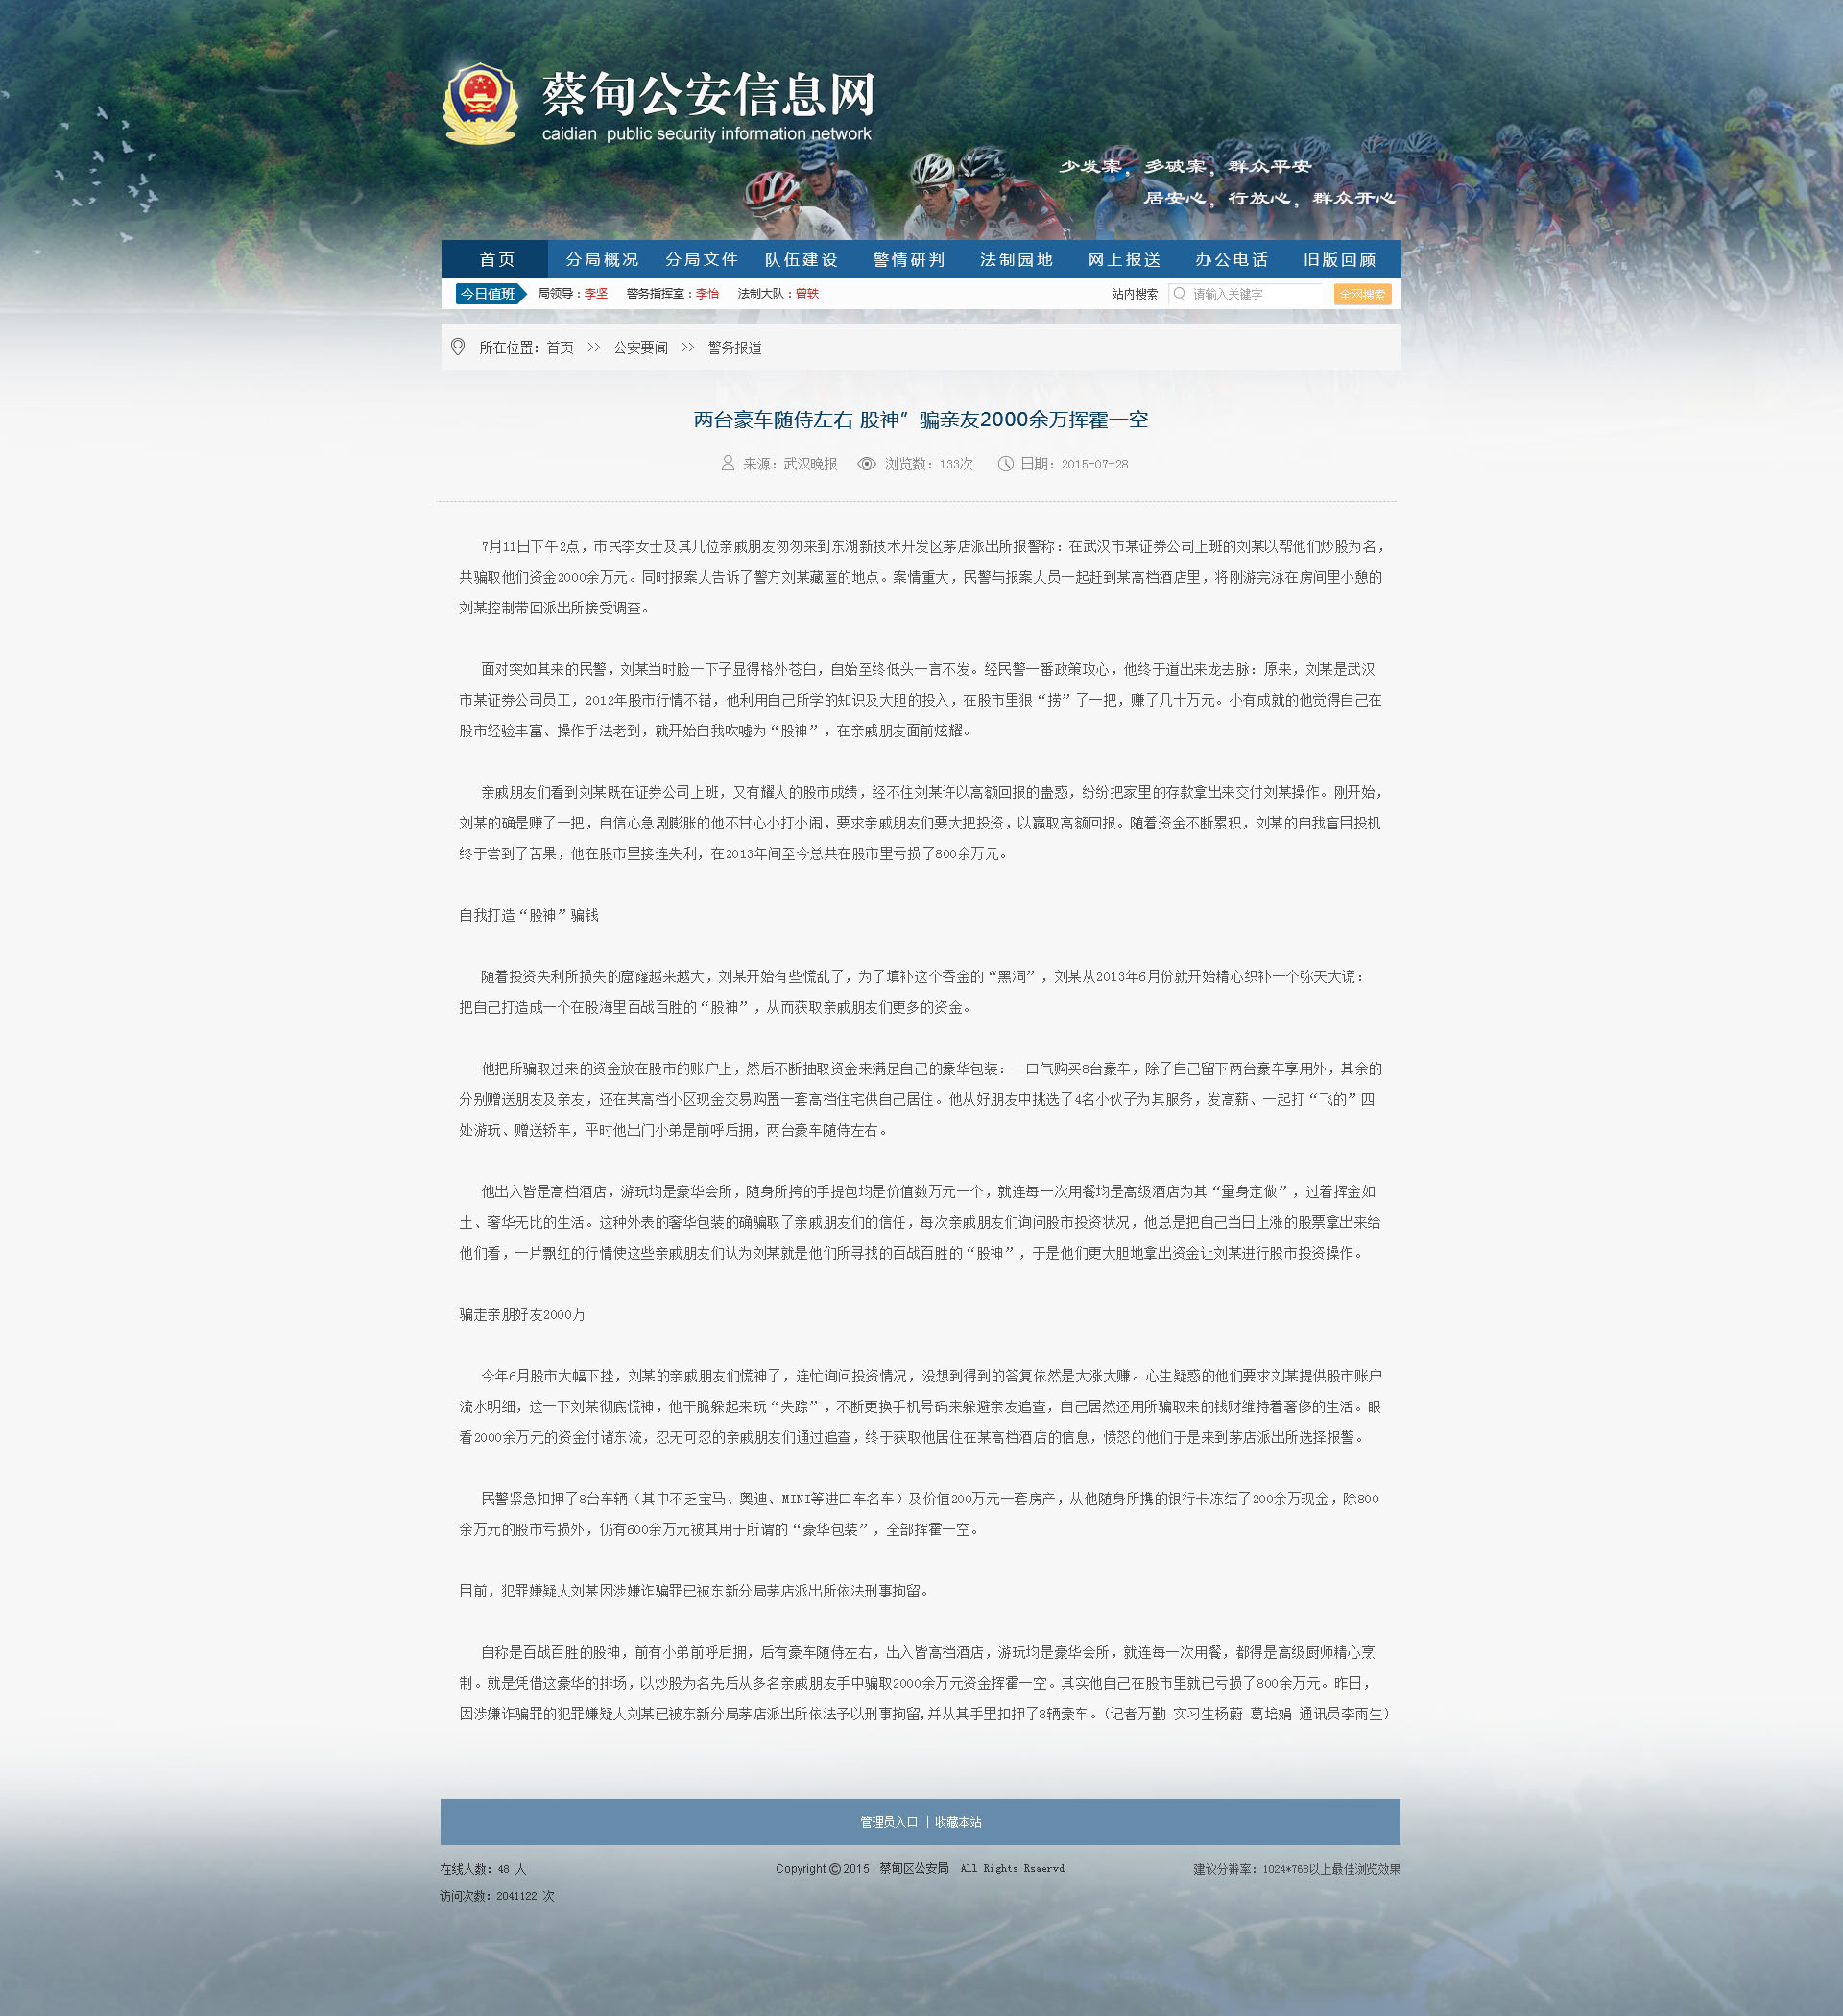 蔡甸公安信息网
caidian public security information network
少发案，多破案，群众平安
居安心，行放心，群众开心
首页 分局概况 分局文件 队伍建设 警情研判 法制园地 网上报送 办公电话 旧版回顾
今日值班 局领导：李坚 警务指挥室：李怡 法制大队：曾轶 站内搜索 请输入关键字 全网搜索
所在位置：首页 >> 公安要闻 >> 警务报道
两台豪车随侍左右 股神”骗亲友2000余万挥霍一空
来源：武汉晚报 浏览数：133次 日期：2015-07-28
7月11日下午2点，市民李女士及其几位亲戚朋友匆匆来到东湖新技术开发区茅店派出所报警称：在武汉市某证券公司上班的刘某以帮他们炒股为名，
共骗取他们资金2000余万元。同时报案人告诉了警方刘某藏匿的地点。案情重大，民警与报案人员一起赶到某高档酒店里，将刚游完泳在房间里小憩的
刘某控制带回派出所接受调查。
面对突如其来的民警，刘某当时脸一下子显得格外苍白，自始至终低头一言不发。经民警一番政策攻心，他终于道出来龙去脉：原来，刘某是武汉
市某证券公司员工，2012年股市行情不错，他利用自己所学的知识及大胆的投入，在股市里狠“捞”了一把，赚了几十万元。小有成就的他觉得自己在
股市经验丰富、操作手法老到，就开始自我吹嘘为“股神”，在亲戚朋友面前炫耀。
亲戚朋友们看到刘某既在证券公司上班，又有耀人的股市成绩，经不住刘某许以高额回报的蛊惑，纷纷把家里的存款拿出来交付刘某操作。刚开始，
刘某的确是赚了一把，自信心急剧膨胀的他不甘心小打小闹，要求亲戚朋友们要大把投资，以赢取高额回报。随着资金不断累积，刘某的自我盲目投机
终于尝到了苦果，他在股市里接连失利，在2013年间至今总共在股市里亏损了800余万元。
自我打造“股神”骗钱
随着投资失利所损失的窟窿越来越大，刘某开始有些慌乱了，为了填补这个吞金的“黑洞”，刘某从2013年6月份就开始精心织补一个弥天大谎：
把自己打造成一个在股海里百战百胜的“股神”，从而获取亲戚朋友们更多的资金。
他把所骗取过来的资金放在股市的账户上，然后不断抽取资金来满足自己的豪华包装：一口气购买8台豪车，除了自己留下两台豪车享用外，其余的
分别赠送朋友及亲友，还在某高档小区现金交易购置一套高档住宅供自己居住。他从好朋友中挑选了4名小伙子为其服务，发高薪、一起打“飞的”四
处游玩、赠送轿车，平时他出门小弟是前呼后拥，两台豪车随侍左右。
他出入皆是高档酒店，游玩均是豪华会所，随身所挎的手提包均是价值数万元一个，就连每一次用餐均是高级酒店为其“量身定做”，过着挥金如
土、奢华无比的生活。这种外表的奢华包装的确骗取了亲戚朋友们的信任，每次亲戚朋友们询问股市投资状况，他总是把自己当日上涨的股票拿出来给
他们看，一片飘红的行情使这些亲戚朋友们认为刘某就是他们所寻找的百战百胜的“股神”，于是他们更大胆地拿出资金让刘某进行股市投资操作。
骗走亲朋好友2000万
今年6月股市大幅下挫，刘某的亲戚朋友们慌神了，连忙询问投资情况，没想到得到的答复依然是大涨大赚。心生疑惑的他们要求刘某提供股市账户
流水明细，这一下刘某彻底慌神，他干脆躲起来玩“失踪”，不断更换手机号码来躲避亲友追查，自己居然还用所骗取来的钱财维持着奢侈的生活。眼
看2000余万元的资金付诸东流，忍无可忍的亲戚朋友们通过追查，终于获取他居住在某高档酒店的信息，愤怒的他们于是来到茅店派出所选择报警。
民警紧急扣押了8台车辆（其中不乏宝马、奥迪、MINI等进口车名车）及价值200万元一套房产，从他随身所携的银行卡冻结了200余万现金，除800
余万元的股市亏损外，仍有600余万元被其用于所谓的“豪华包装”，全部挥霍一空。
目前，犯罪嫌疑人刘某因涉嫌诈骗罪已被东新分局茅店派出所依法刑事拘留。
自称是百战百胜的股神，前有小弟前呼后拥，后有豪车随侍左右，出入皆高档酒店，游玩均是豪华会所，就连每一次用餐，都得是高级厨师精心烹
制。就是凭借这豪华的排场，以炒股为名先后从多名亲戚朋友手中骗取2000余万元资金挥霍一空。其实他自己在股市里就已亏损了800余万元。昨日，
因涉嫌诈骗罪的犯罪嫌疑人刘某已被东新分局茅店派出所依法予以刑事拘留,并从其手里扣押了8辆豪车。(记者万勤 实习生杨蔚 葛培娟 通讯员李雨生)
管理员入口 | 收藏本站
在线人数：48 人 Copyright © 2015 蔡甸区公安局 All Rights Rsaervd 建议分辨率：1024*768以上最佳浏览效果
访问次数：2041122 次